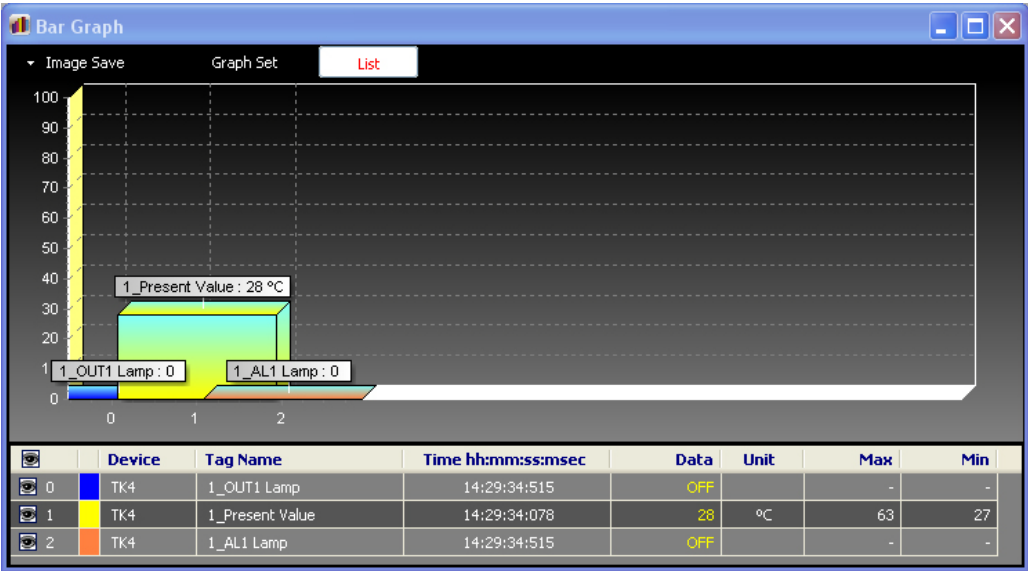 Bar Graph
Image Save Graph Set List
100
90
80
70
60
50
40
1_Present Value : 28 ºC
30
20
1 1_OUT1 Lamp : 0 1_AL1 Lamp : 0
0
0 1 2
Device Tag Name Time hh:mm:ss:msec Data Unit Max Min
0 TK4 1_OUT1 Lamp 14:29:34:515 OFF - -
1 TK4 1_Present Value 14:29:34:078 28 ºC 63 27
2 TK4 1_AL1 Lamp 14:29:34:515 OFF - -